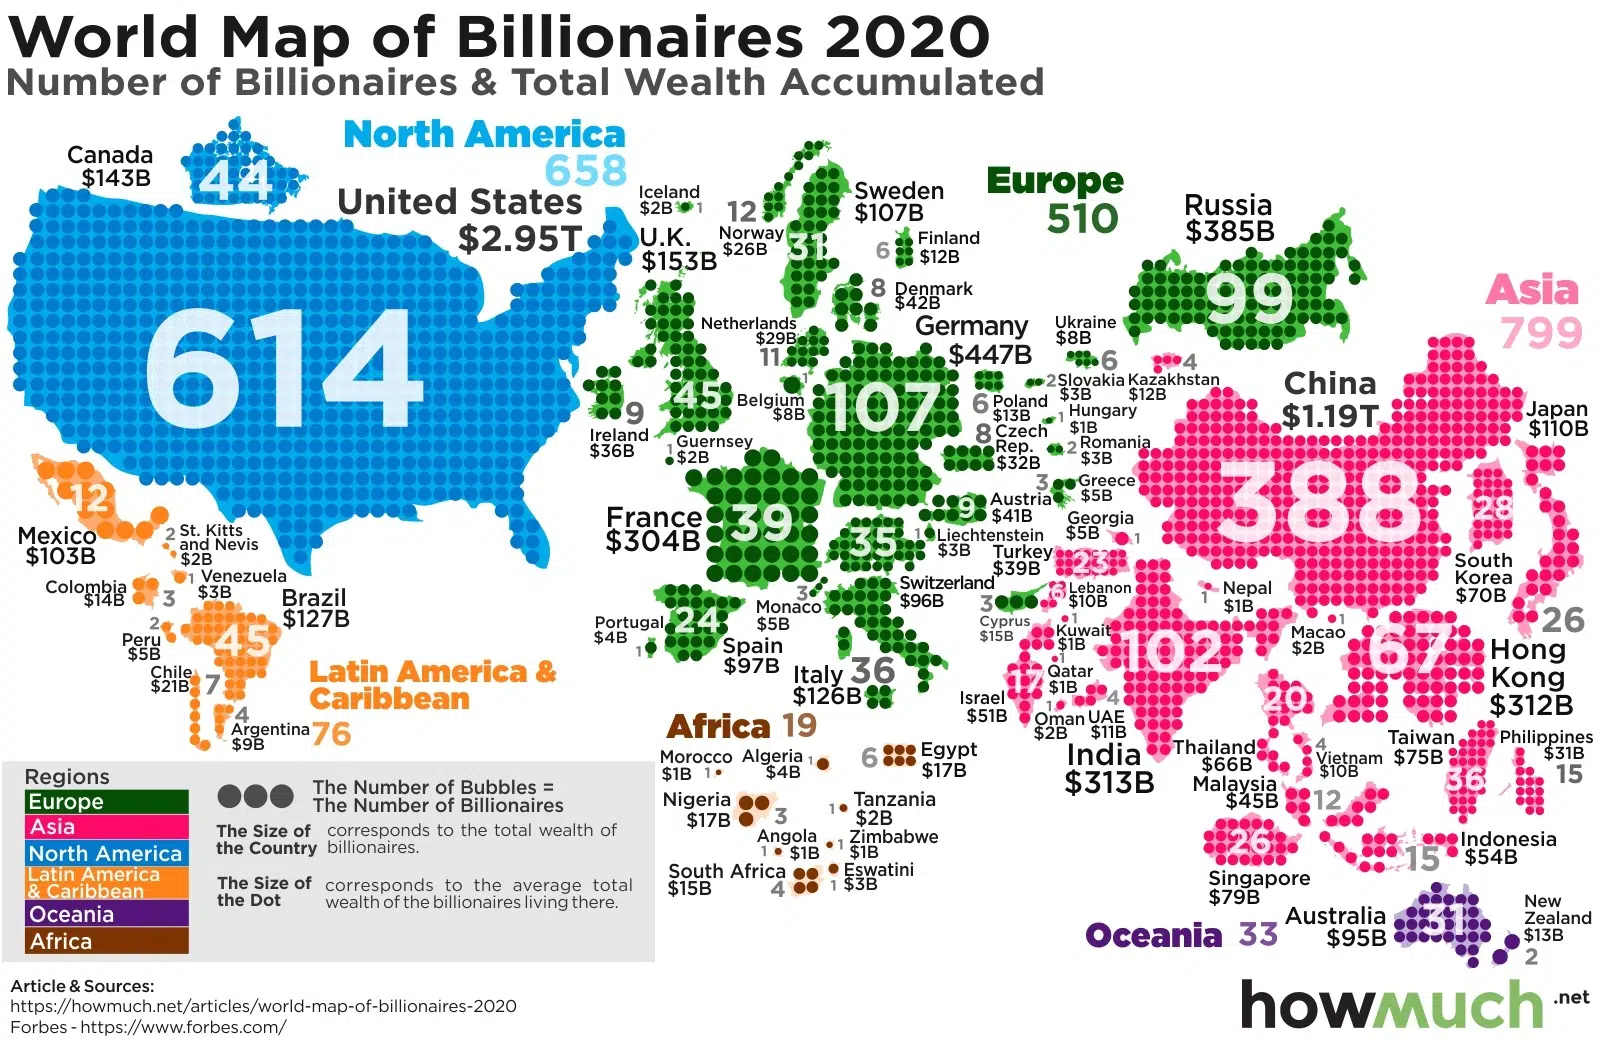 World Map of Billionaires 2020
Number of Billionaires & Total Wealth Accumulated
North America
658
Canada
$143B
44
United States
$2.95T
614
Europe
510
Iceland
$2B
1
12
Norway
$26B
Sweden
$107B
31
6
Finland
$12B
8
Denmark
$42B
U.K.
$153B
45
Netherlands
$29B
11
1
Belgium
$8B
Germany
$447B
107
9
Ireland
$36B
1
Guernsey
$2B
Russia
$385B
99
Ukraine
$8B
6
2
Slovakia
$3B
6
Poland
$13B
1
Hungary
$1B
8
Czech
Rep.
$32B
2
Romania
$3B
3
Greece
$5B
9
Austria
$41B
1
Liechtenstein
$3B
France
$304B
39
35
Switzerland
$96B
3
Monaco
$5B
Portugal
$4B
1
24
Spain
$97B
Italy
$126B
36
3
Cyprus
$15B
Asia
799
Kazakhstan
$12B
4
China
$1.19T
388
Japan
$110B
26
28
South
Korea
$70B
Georgia
$5B
1
Turkey
$39B
23
6
Lebanon
$10B
1
Nepal
$1B
1
Kuwait
$1B
1
Qatar
$1B
Israel
$51B
17
1
Oman
$2B
4
UAE
$11B
102
India
$313B
1
Macao
$2B
67
Hong
Kong
$312B
20
Thailand
$66B
4
Vietnam
$10B
Malaysia
$45B
12
Taiwan
$75B
36
Philippines
$31B
15
26
Singapore
$79B
15
Indonesia
$54B
Mexico
$103B
12
2
St. Kitts
and Nevis
$2B
Colombia
$14B
3
1
Venezuela
$3B
Brazil
$127B
45
2
Peru
$5B
Chile
$21B
7
4
Argentina
$9B
Latin America &
Caribbean
76
Africa 19
Morocco
$1B
1
Algeria
$4B
1
6
Egypt
$17B
Nigeria
$17B
3
1
Tanzania
$2B
Angola
$1B
1
1
Zimbabwe
$1B
South Africa
$15B
4
1
Eswatini
$3B
Oceania 33
Australia
$95B
31
New
Zealand
$13B
2
Regions
Europe
Asia
North America
Latin America
& Caribbean
Oceania
Africa
The Number of Bubbles =
The Number of Billionaires
The Size of
the Country
corresponds to the total wealth of
billionaires.
The Size of
the Dot
corresponds to the average total
wealth of the billionaires living there.
Article & Sources:
https://howmuch.net/articles/world-map-of-billionaires-2020
Forbes - https://www.forbes.com/
howmuch.net